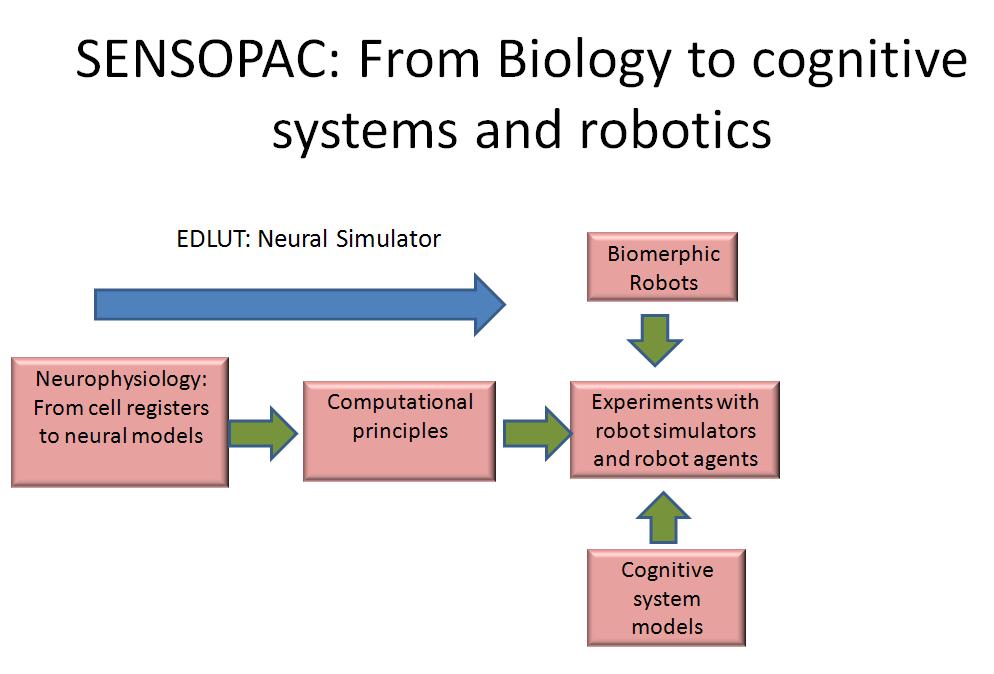 SENSOPAC: From Biology to cognitive
systems and robotics
EDLUT: Neural Simulator
Biomerphic
Robots
Neurophysiology:
From cell registers
to neural models
Computational
principles
Experiments with
robot simulators
and robot agents
Cognitive
system
models